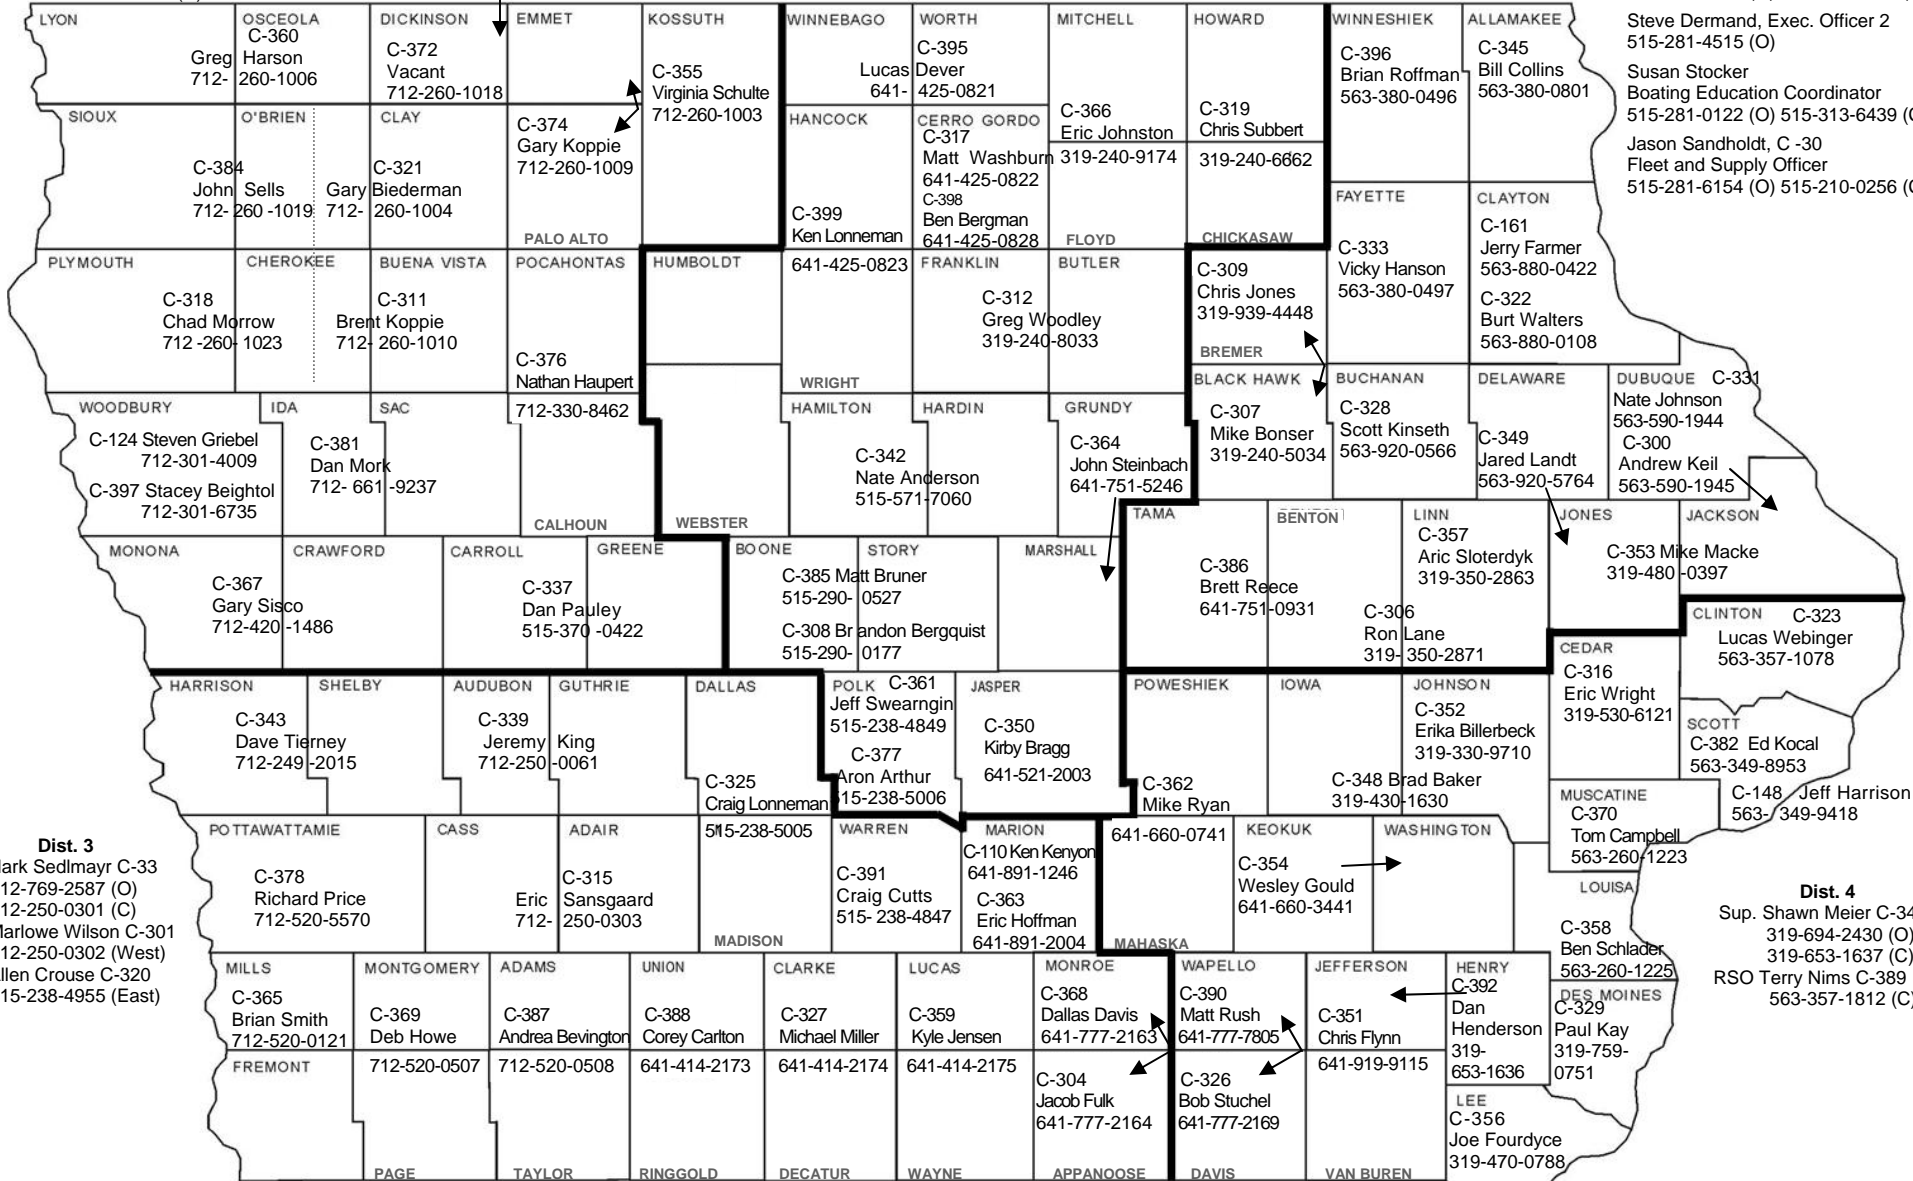 LYON
OSCEOLA
C-360
Greg Harson
712- 260-1006
DICKINSON
C-372
Vacant
712-260-1018
EMMET
KOSSUTH
C-355
Virginia Schulte
712-260-1003
WINNEBAGO
WORTH
C-395
Lucas Dever
641- 425-0821
MITCHELL
C-366
Eric Johnston
319-240-9174
HOWARD
C-319
Chris Subbert
319-240-6662
WINNESHIEK
C-396
Brian Roffman
563-380-0496
ALLAMAKEE
C-345
Bill Collins
563-380-0801
Steve Dermand, Exec. Officer 2
515-281-4515 (O)
Susan Stocker
Boating Education Coordinator
515-281-0122 (O) 515-313-6439
Jason Sandholdt, C -30
Fleet and Supply Officer
515-281-6154 (O) 515-210-0256
SIOUX
O'BRIEN
C-384
John Sells
712- 260 -1019
CLAY
C-321
Gary Biederman
712- 260-1004
C-374
Gary Koppie
712-260-1009
PALO ALTO
HANCOCK
C-399
Ken Lonneman
641-425-0823
CERRO GORDO
C-317
Matt Washburn
641-425-0822
C-398
Ben Bergman
641-425-0828
FLOYD
CHICKASAW
FAYETTE
C-333
Vicky Hanson
563-380-0497
CLAYTON
C-161
Jerry Farmer
563-880-0422
C-322
Burt Walters
563-880-0108
PLYMOUTH
C-318
Chad Morrow
712 -260- 1023
CHEROKEE
BUENA VISTA
C-311
Brent Koppie
712- 260-1010
POCAHONTAS
C-376
Nathan Haupert
712-330-8462
HUMBOLDT
WRIGHT
FRANKLIN
C-312
Greg Woodley
319-240-8033
BUTLER
C-309
Chris Jones
319-939-4448
BREMER
WOODBURY
C-124 Steven Griebel
712-301-4009
C-397 Stacey Beightol
712-301-6735
IDA
C-381
Dan Mork
712- 661 -9237
SAC
CALHOUN
WEBSTER
HAMILTON
C-342
Nate Anderson
515-571-7060
HARDIN
GRUNDY
C-364
John Steinbach
641-751-5246
BLACK HAWK
C-307
Mike Bonser
319-240-5034
BUCHANAN
C-328
Scott Kinseth
563-920-0566
DELAWARE
C-349
Jared Landt
563-920-5764
DUBUQUE C-331
Nate Johnson
563-590-1944
C-300
Andrew Keil
563-590-1945
MONONA
C-367
Gary Sisco
712-420 -1486
CRAWFORD
CARROLL
C-337
Dan Pauley
515-370 -0422
GREENE
BOONE
STORY
C-385 Matt Bruner
515-290- 0527
C-308 Brandon Bergquist
515-290- 0177
MARSHALL
TAMA
C-386
Brett Reece
641-751-0931
BENTON
LINN
C-357
Aric Sloterdyk
319-350-2863
C-306
Ron Lane
319- 350-2871
JONES
JACKSON
C-353 Mike Macke
319-480 -0397
CLINTON C-323
Lucas Webinger
563-357-1078
CEDAR
C-316
Eric Wright
319-530-6121
SCOTT
C-382 Ed Kocal
563-349-8953
C-148 Jeff Harrison
563- 349-9418
HARRISON
C-343
Dave Tierney
712-249 -2015
SHELBY
AUDUBON
C-339
Jeremy King
712-250 -0061
GUTHRIE
DALLAS
C-325
Craig Lonneman
515-238-5005
POLK C-361
Jeff Swearngin
515-238-4849
C-377
Aron Arthur
515-238-5006
JASPER
C-350
Kirby Bragg
641-521-2003
POWESHIEK
C-362
Mike Ryan
641-660-0741
IOWA
C-348 Brad Baker
319-430-1630
JOHNSON
C-352
Erika Billerbeck
319-330-9710
MUSCATINE
C-370
Tom Campbell
563-260-1223
Dist. 3
Mark Sedlmayr C-33
712-769-2587 (O)
712-250-0301 (C)
Marlowe Wilson C-301
712-250-0302 (West)
Allen Crouse C-320
515-238-4955 (East)
POTTAWATTAMIE
C-378
Richard Price
712-520-5570
CASS
ADAIR
C-315
Eric Sansgaard
712- 250-0303
MADISON
WARREN
C-391
Craig Cutts
515- 238-4847
MARION
C-110 Ken Kenyon
641-891-1246
C-363
Eric Hoffman
641-891-2004
MAHASKA
KEOKUK
C-354
Wesley Gould
641-660-3441
WASHINGTON
LOUISA
C-358
Ben Schlader
563-260-1225
Dist. 4
Sup. Shawn Meier C-34
319-694-2430 (O)
319-653-1637 (C)
RSO Terry Nims C-389
563-357-1812 (C)
MILLS
C-365
Brian Smith
712-520-0121
FREMONT
MONTGOMERY
C-369
Deb Howe
712-520-0507
PAGE
ADAMS
C-387
Andrea Bevington
712-520-0508
TAYLOR
UNION
C-388
Corey Carlton
641-414-2173
RINGGOLD
CLARKE
C-327
Michael Miller
641-414-2174
DECATUR
LUCAS
C-359
Kyle Jensen
641-414-2175
WAYNE
MONROE
C-368
Dallas Davis
641-777-2163
C-304
Jacob Fulk
641-777-2164
APPANOOSE
WAPELLO
C-390
Matt Rush
641-777-7805
C-326
Bob Stuchel
641-777-2169
DAVIS
JEFFERSON
C-351
Chris Flynn
641-919-9115
VAN BUREN
HENRY
C-392
Dan
Henderson
319-
653-1636
DES MOINES
C-329
Paul Kay
319-759-
0751
LEE
C-356
Joe Fourdyce
319-470-0788